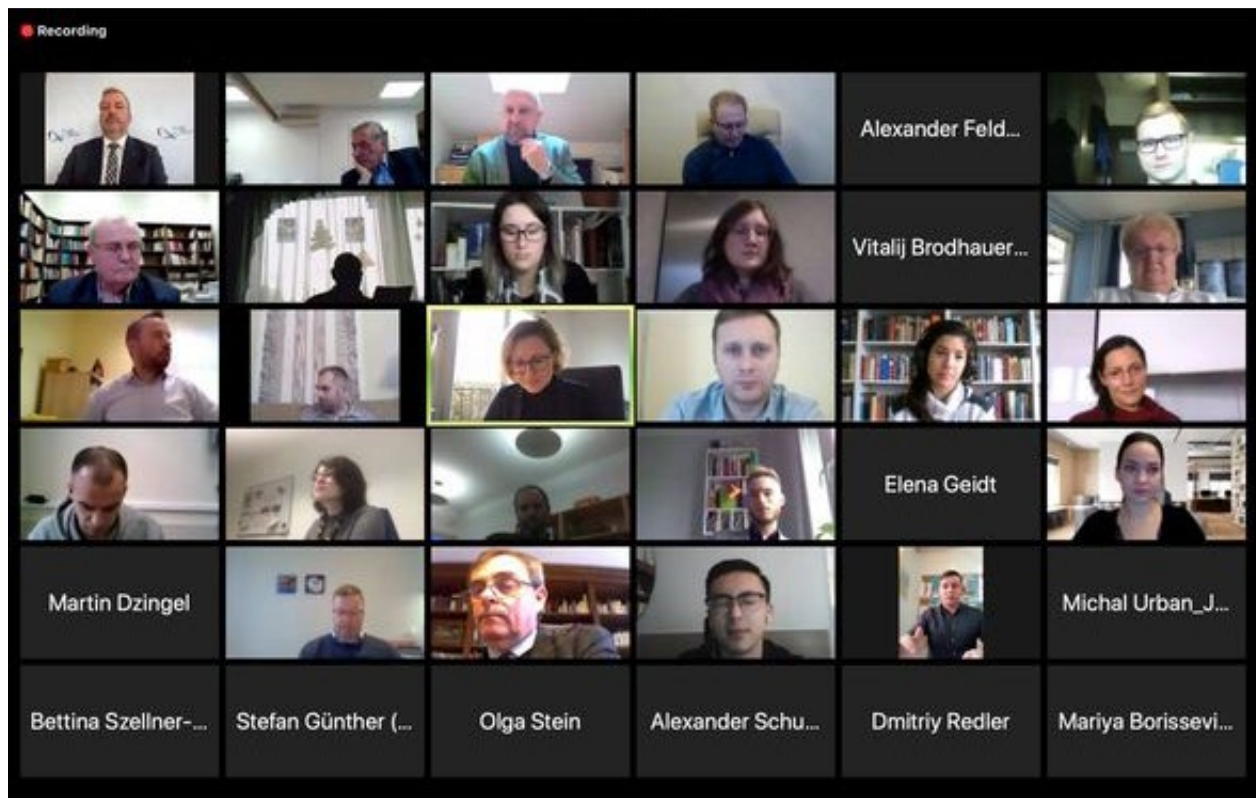 Recording
Alexander Feld...
Vitalij Brodhauer...
Elena Geidt
Martin Dzingel
Michal Urban_J...
Bettina Szellner-...
Stefan Günther (...
Olga Stein
Alexander Schu...
Dmitriy Redler
Mariya Borissevi...